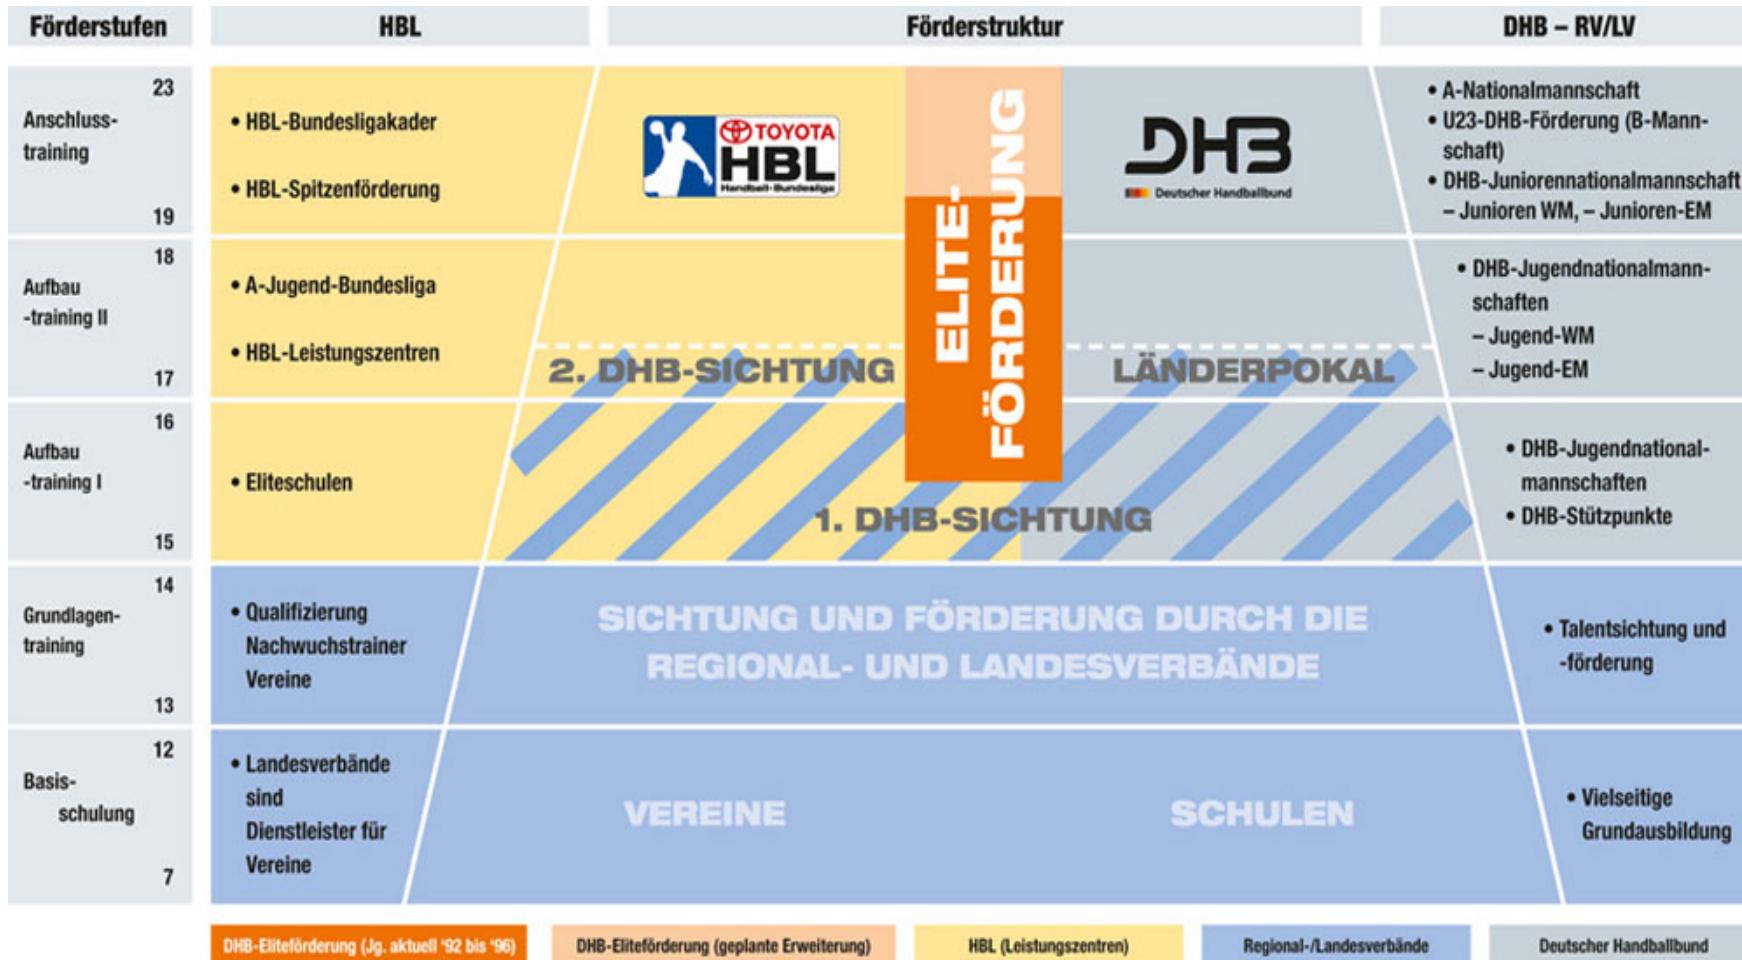 Förderstufen
HBL
Förderstruktur
DHB – RV/LV
23
Anschluss-
training
19
• HBL-Bundesligakader
• HBL-Spitzenförderung
TOYOTA
HBL
Handball-Bundesliga
ELITE-
FÖRDERUNG
DHB
Deutscher Handballbund
• A-Nationalmannschaft
• U23-DHB-Förderung (B-Mann-
schaft)
• DHB-Juniorennationalmannschaft
– Junioren WM, – Junioren-EM
18
Aufbau
-training II
17
• A-Jugend-Bundesliga
• HBL-Leistungszentren
2. DHB-SICHTUNG
LÄNDERPOKAL
• DHB-Jugendnationalmann-
schaften
– Jugend-WM
– Jugend-EM
16
Aufbau
-training I
15
• Eliteschulen
1. DHB-SICHTUNG
• DHB-Jugendnational-
mannschaften
• DHB-Stützpunkte
14
Grundlagen-
training
13
• Qualifizierung
Nachwuchstrainer
Vereine
SICHTUNG UND FÖRDERUNG DURCH DIE
REGIONAL- UND LANDESVERBÄNDE
• Talentsichtung und
-förderung
12
Basis-
schulung
7
• Landesverbände
sind
Dienstleister für
Vereine
VEREINE
SCHULEN
• Vielseitige
Grundausbildung
DHB-Eliteförderung (Jg. aktuell '92 bis '96)
DHB-Eliteförderung (geplante Erweiterung)
HBL (Leistungszentren)
Regional-/Landesverbände
Deutscher Handballbund